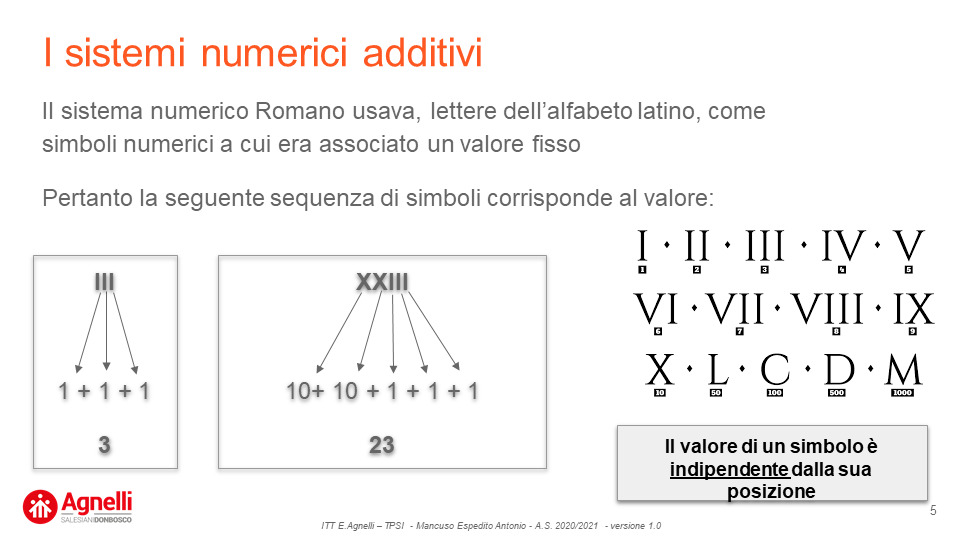 I sistemi numerici additivi
Il sistema numerico Romano usava, lettere dell’alfabeto latino, come
simboli numerici a cui era associato un valore fisso
Pertanto la seguente sequenza di simboli corrisponde al valore:
III
1 + 1 + 1
3
XXIII
10+ 10 + 1 + 1 + 1
23
I · II · III · IV · V
1 2 3 4 5
VI · VII · VIII · IX
6 7 8 9
X · L · C · D · M
10 50 100 500 1000
Il valore di un simbolo è
indipendente dalla sua
posizione
Agnelli
SALESIANI DONBOSCO
ITT E.Agnelli – TPSI - Mancuso Espedito Antonio - A.S. 2020/2021 - versione 1.0
5